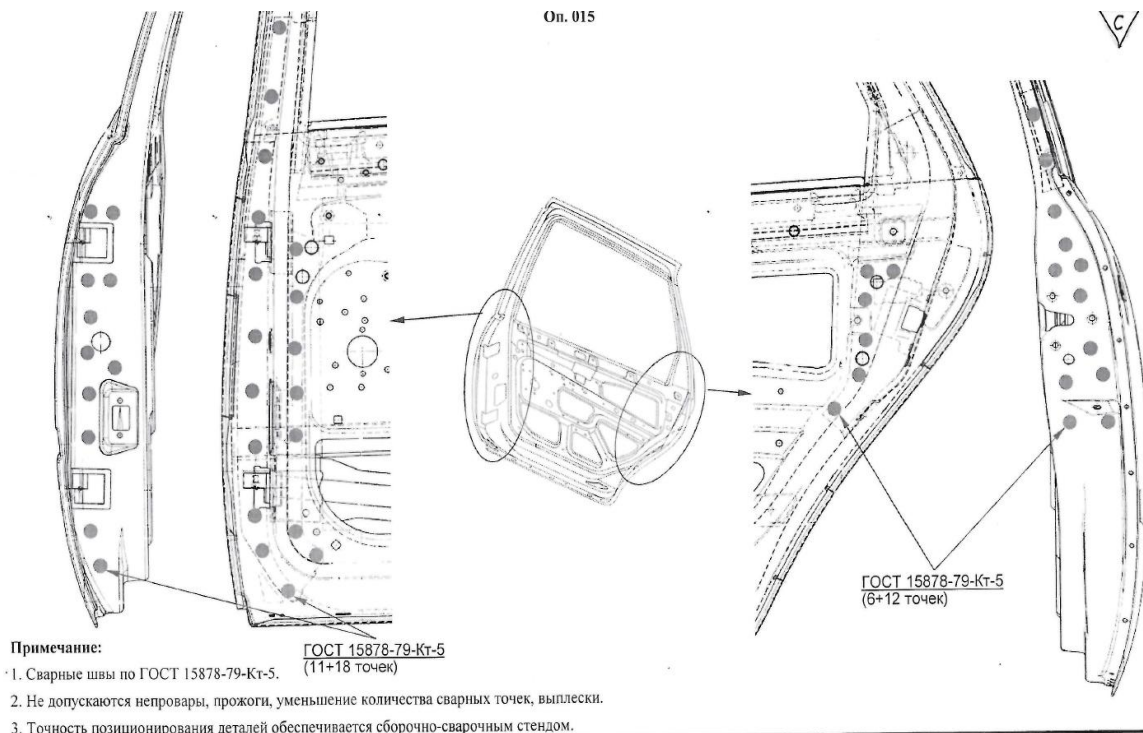 Оп. 015
С
ГОСТ 15878-79-Кт-5
(6+12 точек)
ГОСТ 15878-79-Кт-5
(11+18 точек)
Примечание:
1. Сварные швы по ГОСТ 15878-79-Кт-5.
2. Не допускаются непровары, прожоги, уменьшение количества сварных точек, выплески.
3. Точность позиционирования деталей обеспечивается сборочно-сварочным стендом.